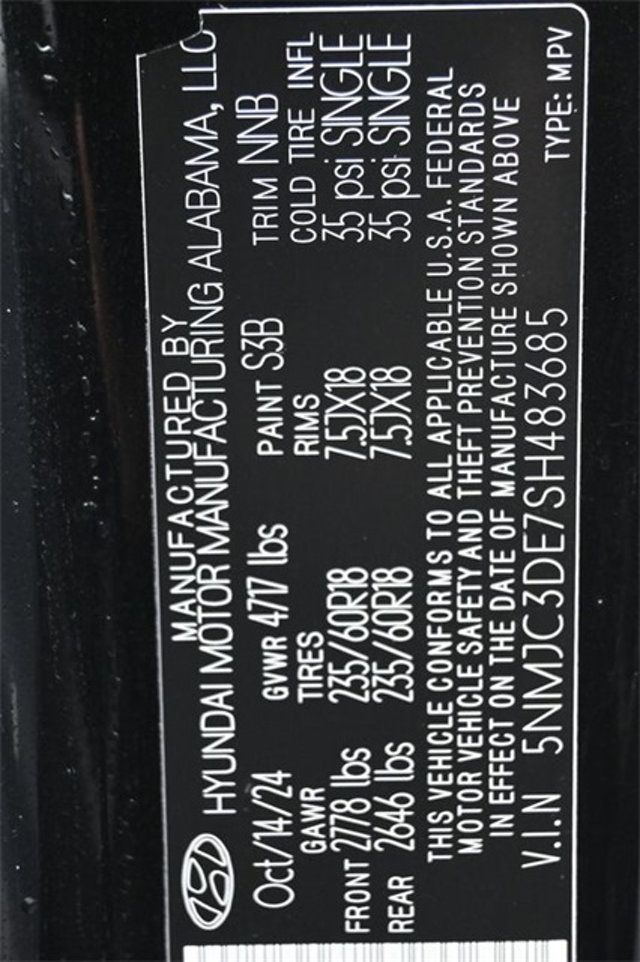 MANUFACTURED BY
HYUNDAI MOTOR MANUFACTURING ALABAMA, LLC
Oct/14/24 GVWR 4717 lbs PAINT S3B TRIM NNB
GAWR TIRES RIMS COLD TIRE INFL
FRONT 2778 lbs 235/60R18 7.5JX18 35 psi SINGLE
REAR 2646 lbs 235/60R18 7.5JX18 35 psi SINGLE
THIS VEHICLE CONFORMS TO ALL APPLICABLE U.S.A. FEDERAL
MOTOR VEHICLE SAFETY AND THEFT PREVENTION STANDARDS
IN EFFECT ON THE DATE OF MANUFACTURE SHOWN ABOVE
V.I.N 5NMJC3DE7SH483685 TYPE: MPV